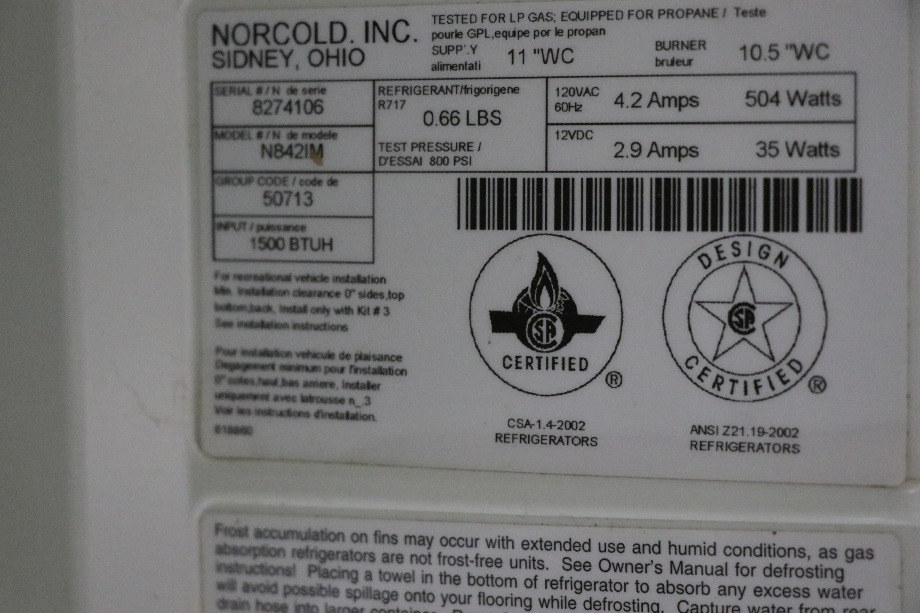 NORCOLD. INC.
SIDNEY, OHIO
TESTED FOR LP GAS; EQUIPPED FOR PROPANE / Teste
pourle GPL,equipe por le propan
SUPP'.Y
alimentati
11 "WC
BURNER
bruleur
10.5 "WC
SERIAL # / N de serie
8274106
MODEL # / N de modele
N842IM
GROUP CODE / code de
50713
INPUT / puissance
1500 BTUH
REFRIGERANT/frigorigene
R717
0.66 LBS
TEST PRESSURE /
D'ESSAI 800 PSI
120VAC
60Hz
4.2 Amps
504 Watts
12VDC
2.9 Amps
35 Watts
For recreational vehicle installation
Min. Installation clearance 0" sides,top
bottom,back, Install only with Kit # 3
See installation instructions
Pour installation vehicule de plaisance
Degagement minimum pour l'installation
0" cotes,haut,bas arriere, Installer
uniquement avec latrousse n_3
Voir les instructions d'installation.
CERTIFIED
®
CSA-1.4-2002
REFRIGERATORS
DESIGN
CERTIFIED
®
ANSI Z21.19-2002
REFRIGERATORS
Frost accumulation on fins may occur with extended use and humid conditions, as gas
absorption refrigerators are not frost-free units. See Owner's Manual for defrosting
instructions! Placing a towel in the bottom of refrigerator to absorb any excess water
will avoid possible spillage onto your flooring while defrosting. Capture water from rear
drain hose into larger container.